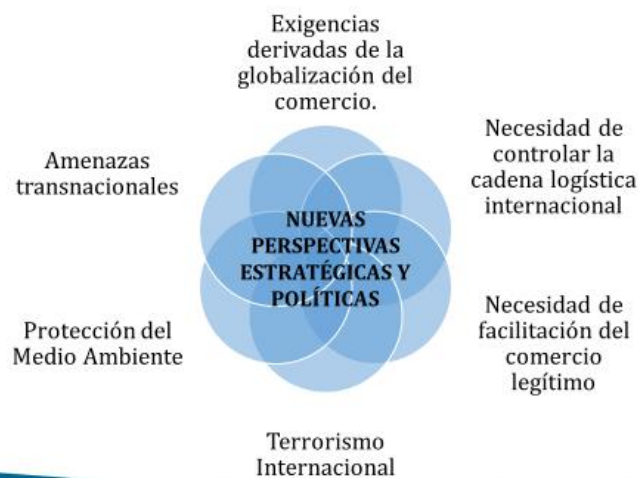 Exigencias
derivadas de la
globalización del
comercio.
Necesidad de
controlar la
cadena logística
internacional
Necesidad de
facilitación del
comercio
legítimo
Terrorismo
Internacional
Protección del
Medio Ambiente
Amenazas
transnacionales
NUEVAS
PERSPECTIVAS
ESTRATÉGICAS Y
POLÍTICAS